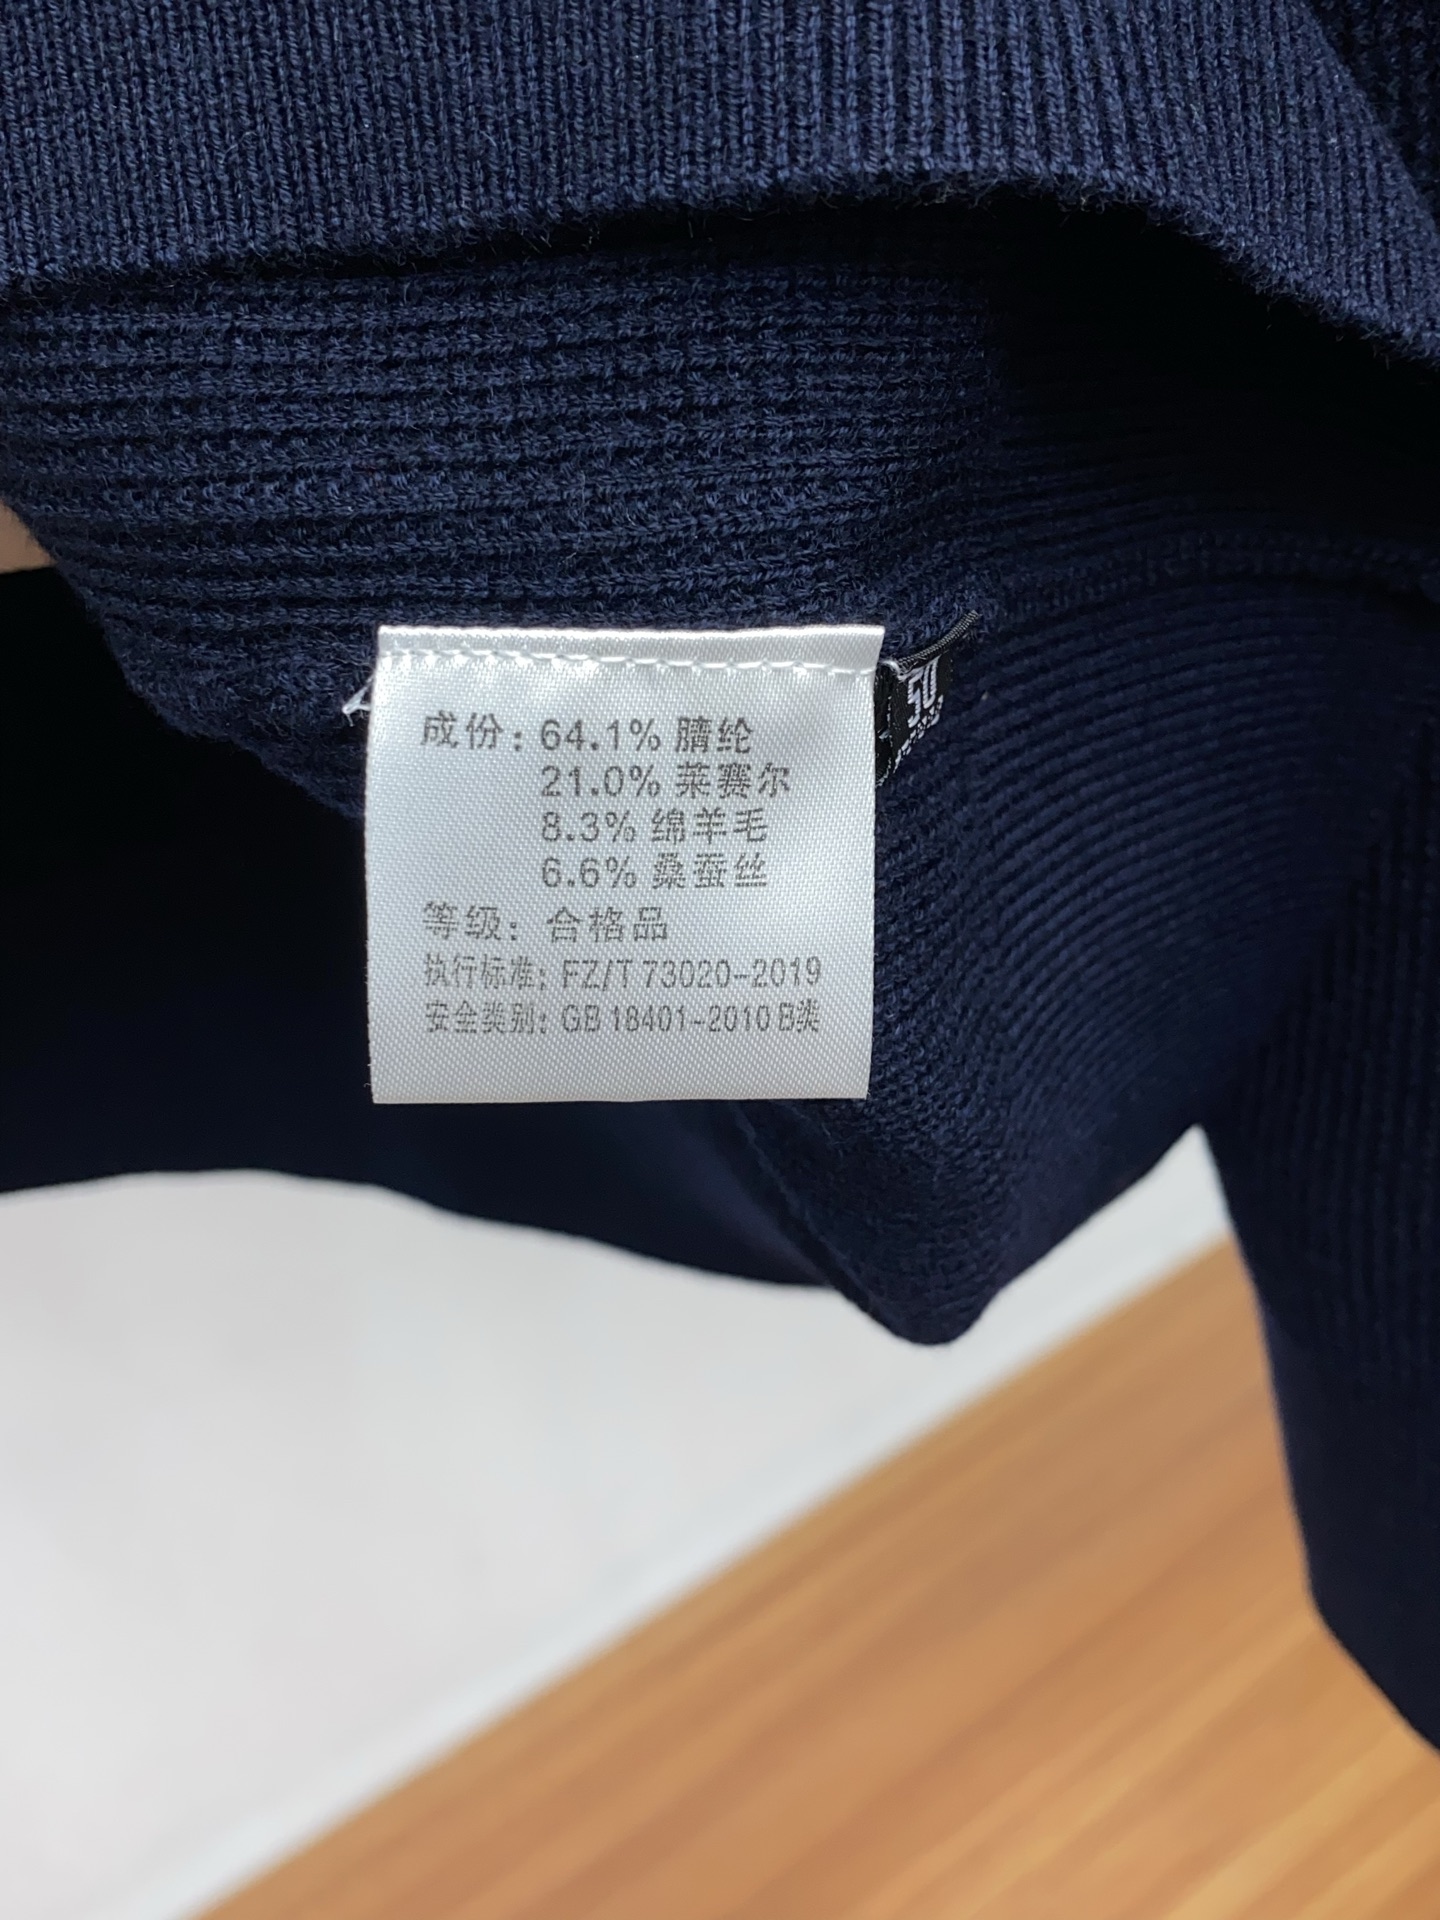 成份：64.1% 腈纶
21.0% 莱赛尔
8.3% 绵羊毛
6.6% 桑蚕丝
等级：合格品
执行标准：FZ/T 73020-2019
安全类别：GB 18401-2010 B类
50